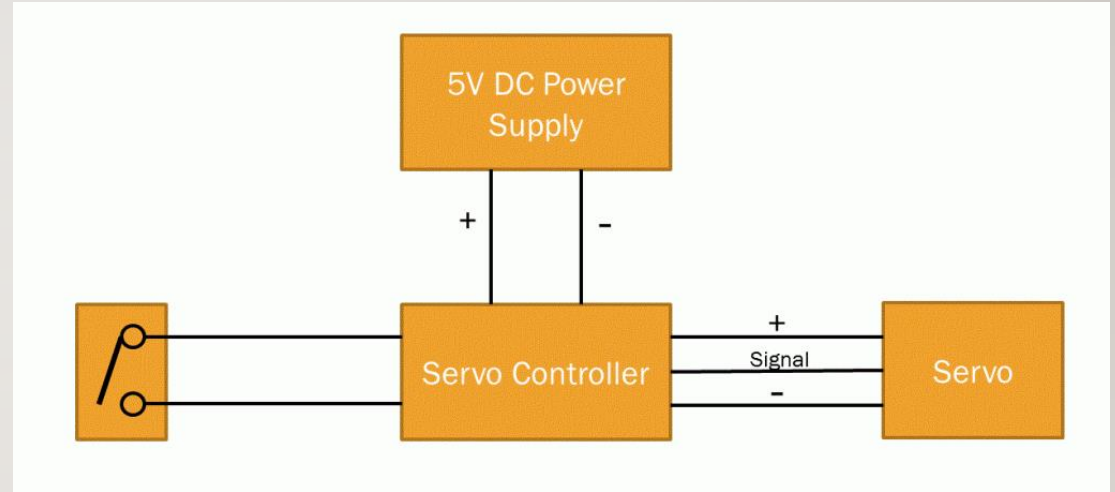 5V DC Power
Supply
+
-
Servo Controller
+
Signal
-
Servo